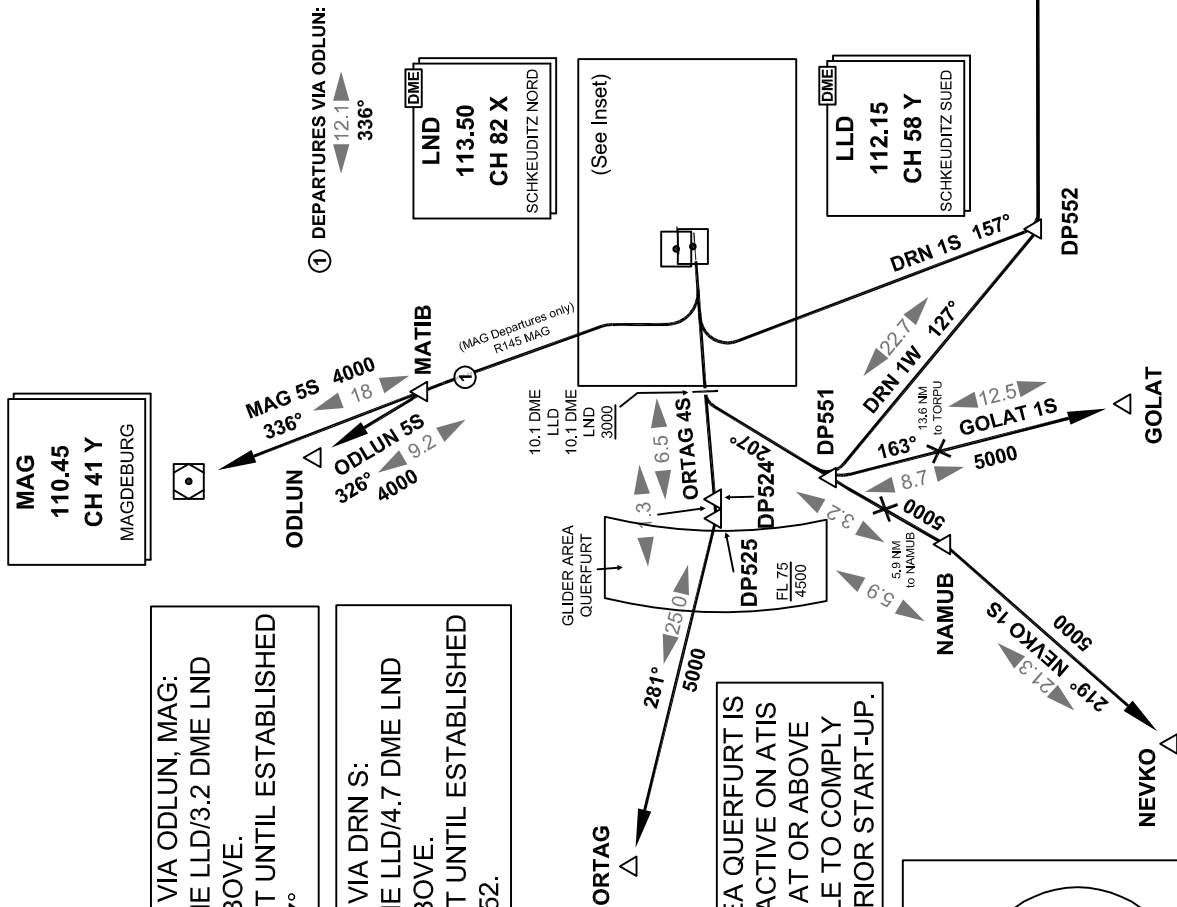 ① DEPARTURES VIA ODLUN:
12.1
336°
DME
LND
113.50
CH 82 X
SCHKEUDITZ NORD
(See Inset)
DME
LLD
112.15
CH 58 Y
SCHKEUDITZ SUED
DRN 1S 157°
DP552
22.7
DRN 1W 127°
MATIB
(MAG Departures only)
R145 MAG
1
MAG 5S 4000
336°
18
MAG
110.45
CH 41 Y
MAGDEBURG
ODLUN
ODLUN 5S
326°
9.2
4000
10.1 DME
LLD
10.1 DME
LND
3000
6.5
ORTAG 4S
207°
1.3
DP524
DP525
GLIDER AREA
QUERFURT
FL 75
4500
25.0
281°
5000
ORTAG
DP551
163°
13.6 NM
to TORPU
12.5
GOLAT 1S
8.7
5000
GOLAT
3.2
5000
5.9 NM
to NAMUB
5.9
NAMUB
5000
219° NEVKO 1S
21.3
NEVKO
VIA ODLUN, MAG:
E LLD/3.2 DME LND
BOVE.
T UNTIL ESTABLISHED
7°
VIA DRN S:
E LLD/4.7 DME LND
BOVE.
T UNTIL ESTABLISHED
52.
EA QUERFURT IS
ACTIVE ON ATIS
AT OR ABOVE
LE TO COMPLY
RIOR START-UP.